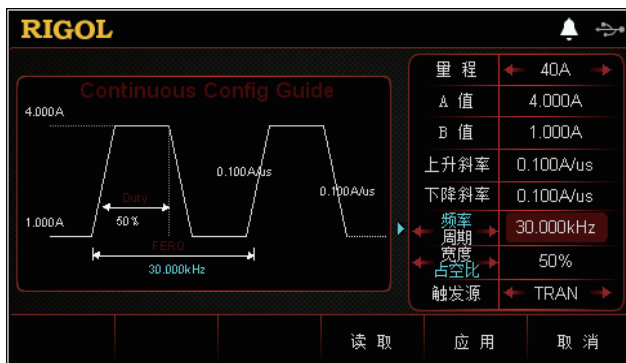 RIGOL
Continuous Config Guide
4.000A
0.100A/us
0.100A/us
Duty
50%
1.000A
FERQ
30.000kHz
量程 40A
A 值 4.000A
B 值 1.000A
上升斜率 0.100A/us
下降斜率 0.100A/us
频率
周期
30.000kHz
宽度
占空比
50%
触发源 TRAN
读取 应用 取消